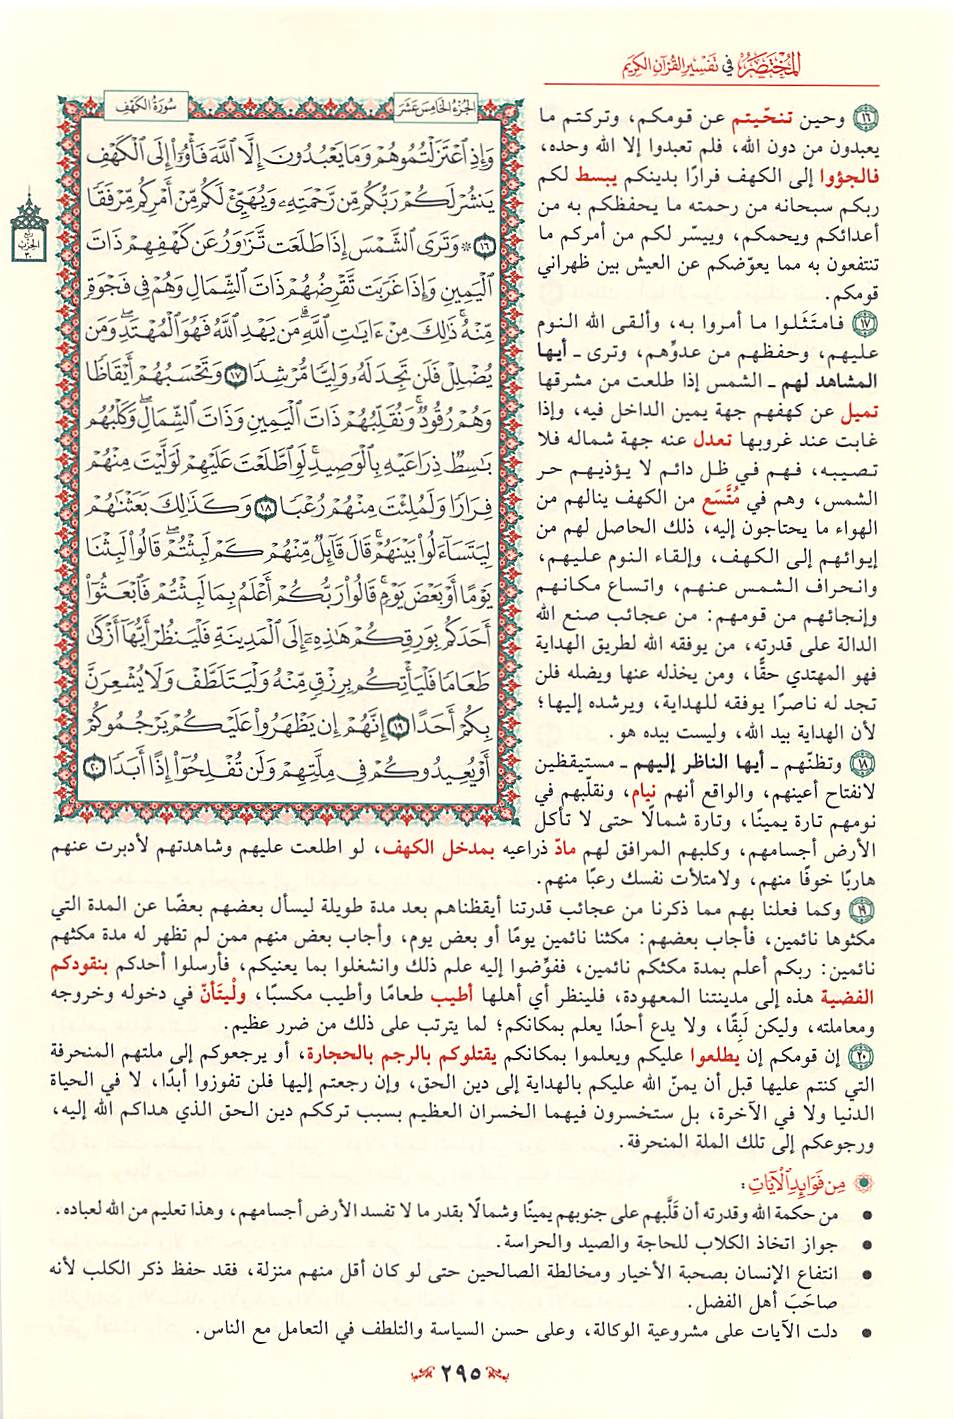 المُخْتَصَرُ في تَفْسِيرِ القُرْآنِ الكَرِيمِ
الجُزْءُ الخَامِسَ عَشَرَ
سُورَةُ الكَهْفِ
وَإِذِ ٱعْتَزَلْتُمُوهُمْ وَمَا يَعْبُدُونَ إِلَّا ٱللَّهَ فَأْوُۥٓا۟ إِلَى ٱلْكَهْفِ
يَنشُرْ لَكُمْ رَبُّكُم مِّن رَّحْمَتِهِۦ وَيُهَيِّئْ لَكُم مِّنْ أَمْرِكُم مِّرْفَقًا
١٦ ۞ وَتَرَى ٱلشَّمْسَ إِذَا طَلَعَت تَّزَٰوَرُ عَن كَهْفِهِمْ ذَاتَ
ٱلْيَمِينِ وَإِذَا غَرَبَت تَّقْرِضُهُمْ ذَاتَ ٱلشِّمَالِ وَهُمْ فِى فَجْوَةٍ
مِّنْهُ ۚ ذَٰلِكَ مِنْ ءَايَٰتِ ٱللَّهِ ۗ مَن يَهْدِ ٱللَّهُ فَهُوَ ٱلْمُهْتَدِ ۖ وَمَن
يُضْلِلْ فَلَن تَجِدَ لَهُۥ وَلِيًّا مُّرْشِدًا ١٧ وَتَحْسَبُهُمْ أَيْقَاظًا
وَهُمْ رُقُودٌ ۚ وَنُقَلِّبُهُمْ ذَاتَ ٱلْيَمِينِ وَذَاتَ ٱلشِّمَالِ ۖ وَكَلْبُهُم
بَٰسِطٌ ذِرَاعَيْهِ بِٱلْوَصِيدِ ۚ لَوِ ٱطَّلَعْتَ عَلَيْهِمْ لَوَلَّيْتَ مِنْهُمْ
فِرَارًا وَلَمُلِئْتَ مِنْهُمْ رُعْبًا ١٨ وَكَذَٰلِكَ بَعَثْنَٰهُمْ
لِيَتَسَآءَلُوا۟ بَيْنَهُمْ ۚ قَالَ قَآئِلٌ مِّنْهُمْ كَمْ لَبِثْتُمْ ۖ قَالُوا۟ لَبِثْنَا
يَوْمًا أَوْ بَعْضَ يَوْمٍ ۚ قَالُوا۟ رَبُّكُمْ أَعْلَمُ بِمَا لَبِثْتُمْ فَٱبْعَثُوٓا۟
أَحَدَكُم بِوَرِقِكُمْ هَٰذِهِۦٓ إِلَى ٱلْمَدِينَةِ فَلْيَنظُرْ أَيُّهَآ أَزْكَىٰ
طَعَامًا فَلْيَأْتِكُم بِرِزْقٍ مِّنْهُ وَلْيَتَلَطَّفْ وَلَا يُشْعِرَنَّ
بِكُمْ أَحَدًا ١٩ إِنَّهُمْ إِن يَظْهَرُوا۟ عَلَيْكُمْ يَرْجُمُوكُمْ
أَوْ يُعِيدُوكُمْ فِى مِلَّتِهِمْ وَلَن تُفْلِحُوٓا۟ إِذًا أَبَدًا ٢٠
ربع
الحزب
٣٠
١٦ وحين تنحّيتم عن قومكم، وتركتم ما
يعبدون من دون الله، فلم تعبدوا إلا الله وحده،
فالجؤوا إلى الكهف فرارًا بدينكم يبسط لكم
ربكم سبحانه من رحمته ما يحفظكم به من
أعدائكم ويحمكم، وييسّر لكم من أمركم ما
تنتفعون به مما يعوّضكم عن العيش بين ظهراني
قومكم.
١٧ فامتَثَلوا ما أمروا به، وألقى الله النوم
عليهم، وحفظهم من عدوِّهم، وترى ـ أيها
المشاهد لهم ـ الشمس إذا طلعت من مشرقها
تميل عن كهفهم جهة يمين الداخل فيه، وإذا
غابت عند غروبها تعدل عنه جهة شماله فلا
تصيبه، فهم في ظل دائم لا يؤذيهم حر
الشمس، وهم في مُتَّسَع من الكهف ينالهم من
الهواء ما يحتاجون إليه، ذلك الحاصل لهم من
إيوائهم إلى الكهف، وإلقاء النوم عليهم،
وانحراف الشمس عنهم، واتساع مكانهم
وإنجائهم من قومهم: من عجائب صنع الله
الدالة على قدرته، من يوفقه الله لطريق الهداية
فهو المهتدي حقًّا، ومن يخذله عنها ويضله فلن
تجد له ناصرًا يوفقه للهداية، ويرشده إليها؛
لأن الهداية بيد الله، وليست بيده هو.
١٨ وتظنّهم ـ أيها الناظر إليهم ـ مستيقظين
لانفتاح أعينهم، والواقع أنهم نيام، ونقلّبهم في
نومهم تارة يمينًا، وتارة شمالًا حتى لا تأكل
الأرض أجسامهم، وكلبهم المرافق لهم مادّ ذراعيه بمدخل الكهف، لو اطلعت عليهم وشاهدتهم لأدبرت عنهم
هاربًا خوفًا منهم، ولامتلأت نفسك رعبًا منهم.
١٩ وكما فعلنا بهم مما ذكرنا من عجائب قدرتنا أيقظناهم بعد مدة طويلة ليسأل بعضهم بعضًا عن المدة التي
مكثوها نائمين، فأجاب بعضهم: مكثنا نائمين يومًا أو بعض يوم، وأجاب بعض منهم ممن لم تظهر له مدة مكثهم
نائمين: ربكم أعلم بمدة مكثكم نائمين، ففوِّضوا إليه علم ذلك وانشغلوا بما يعنيكم، فأرسلوا أحدكم بنقودكم
الفضية هذه إلى مدينتنا المعهودة، فلينظر أي أهلها أطيب طعامًا وأطيب مكسبًا، ولْيتَأنّ في دخوله وخروجه
ومعاملته، وليكن لَبِقًا، ولا يدع أحدًا يعلم بمكانكم؛ لما يترتب على ذلك من ضرر عظيم.
٢٠ إن قومكم إن يطلعوا عليكم ويعلموا بمكانكم يقتلوكم بالرجم بالحجارة، أو يرجعوكم إلى ملتهم المنحرفة
التي كنتم عليها قبل أن يمنّ الله عليكم بالهداية إلى دين الحق، وإن رجعتم إليها فلن تفوزوا أبدًا، لا في الحياة
الدنيا ولا في الآخرة، بل ستخسرون فيهما الخسران العظيم بسبب ترككم دين الحق الذي هداكم الله إليه،
ورجوعكم إلى تلك الملة المنحرفة.
مِن فَوَائِدِ ٱلْآيَاتِ:
• من حكمة الله وقدرته أن قَلَّبهم على جنوبهم يمينًا وشمالًا بقدر ما لا تفسد الأرض أجسامهم، وهذا تعليم من الله لعباده.
• جواز اتخاذ الكلاب للحاجة والصيد والحراسة.
• انتفاع الإنسان بصحبة الأخيار ومخالطة الصالحين حتى لو كان أقل منهم منزلة، فقد حفظ ذكر الكلب لأنه
صاحَبَ أهل الفضل.
• دلت الآيات على مشروعية الوكالة، وعلى حسن السياسة والتلطف في التعامل مع الناس.
٢٩٥